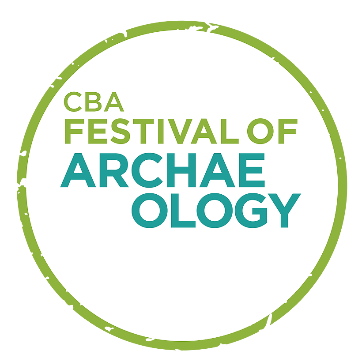 CBA
FESTIVAL OF
ARCHAE
OLOGY